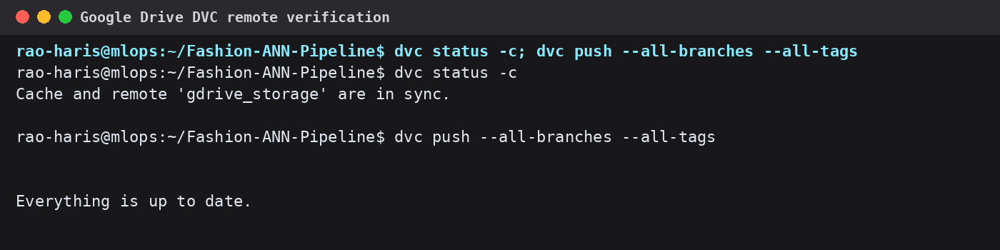 Google Drive DVC remote verification
rao-haris@mlops:~/Fashion-ANN-Pipeline$ dvc status -c; dvc push --all-branches --all-tags
rao-haris@mlops:~/Fashion-ANN-Pipeline$ dvc status -c
Cache and remote 'gdrive_storage' are in sync.
rao-haris@mlops:~/Fashion-ANN-Pipeline$ dvc push --all-branches --all-tags
Everything is up to date.